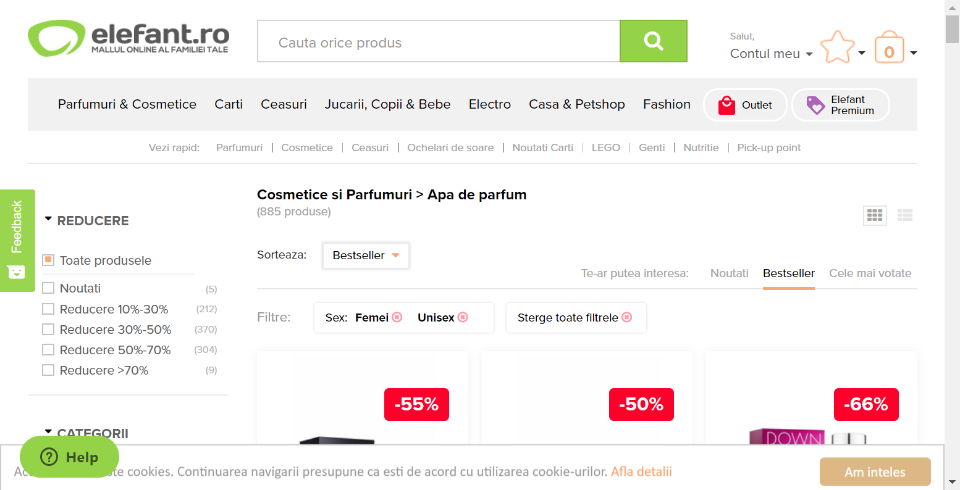 elefant.ro
MALLUL ONLINE AL FAMILIEI TALE
Cauta orice produs
Salut,
Contul meu
0
Parfumuri & Cosmetice Carti Ceasuri Jucarii, Copii & Bebe Electro Casa & Petshop Fashion Outlet Elefant Premium
Vezi rapid: Parfumuri | Cosmetice | Ceasuri | Ochelari de soare | Noutati Carti | LEGO | Genti | Nutritie | Pick-up point
Feedback
Cosmetice si Parfumuri > Apa de parfum
(885 produse)
REDUCERE
Toate produsele
Noutati (5)
Reducere 10%-30% (212)
Reducere 30%-50% (370)
Reducere 50%-70% (304)
Reducere >70% (9)
CATEGORII
Sorteaza: Bestseller
Te-ar putea interesa: Noutati Bestseller Cele mai votate
Filtre: Sex: Femei Unisex Sterge toate filtrele
-55% -50% -66%
DOWN
Help
cookies. Continuarea navigarii presupune ca esti de acord cu utilizarea cookie-urilor. Afla detalii
Am inteles